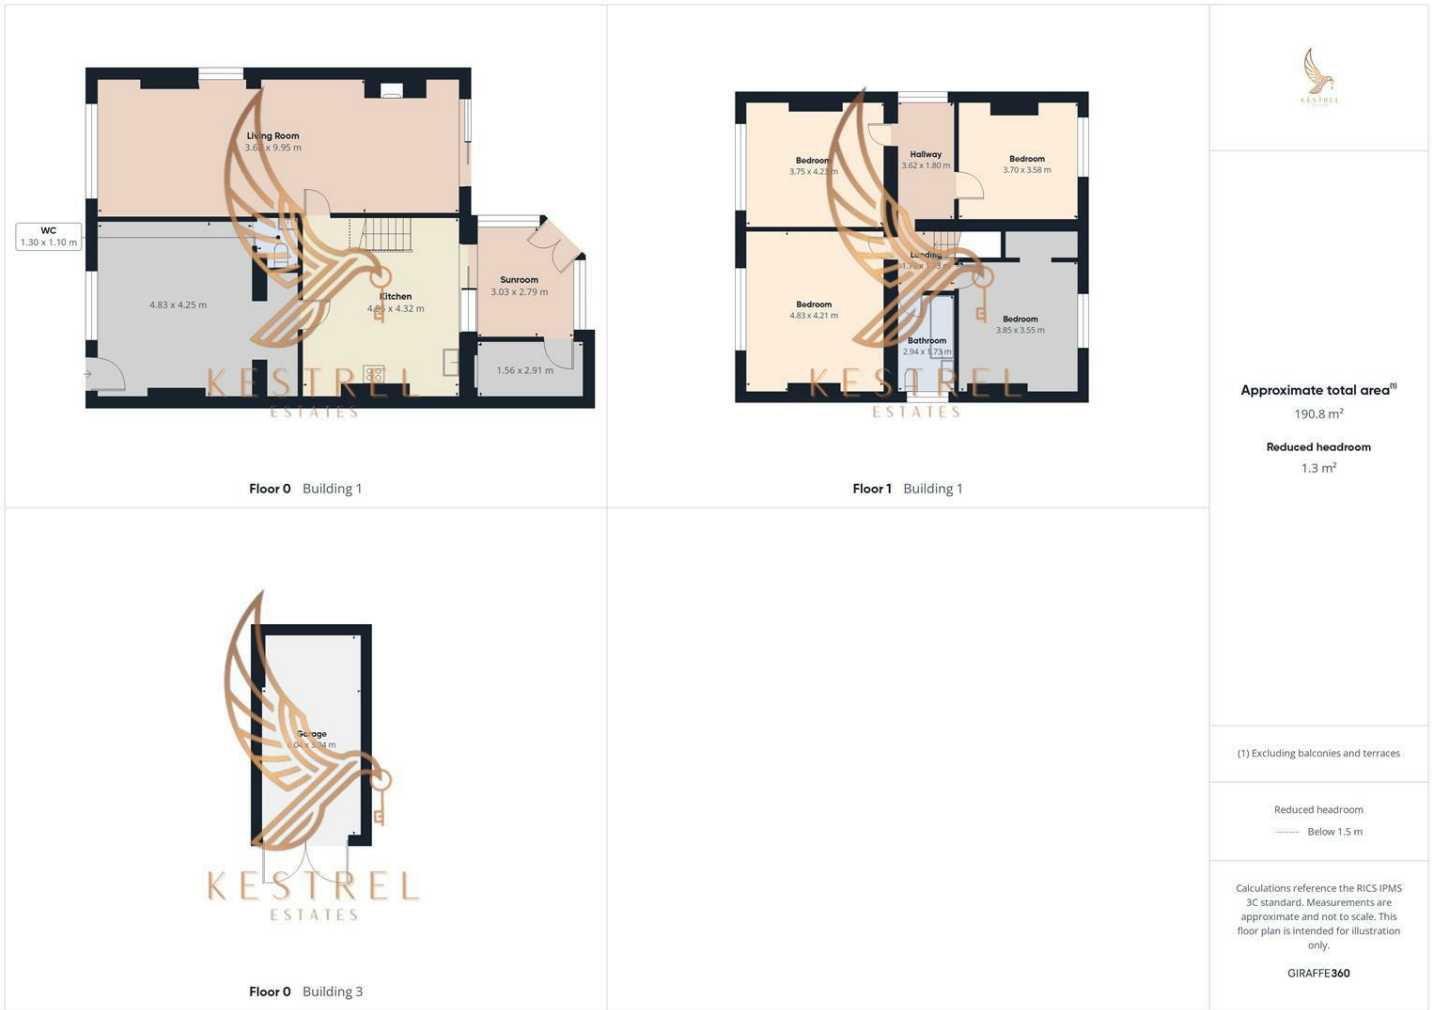 Living Room
x 9.95 m
WC
1.30 x 1.10 m
4.83 x 4.25 m
Kitchen
x 4.32 m
Sunroom
3.03 x 2.79 m
1.56 x 2.91 m
KESTREL
ESTATES
Floor 0 Building 1
Bedroom
3.75 x 4.23 m
Hallway
3.62 x 1.80 m
Bedroom
3.70 x 3.58 m
Landing
Bedroom
4.83 x 4.21 m
Bathroom
2.94 x 1.73 m
Bedroom
3.85 x 3.55 m
KESTREL
ESTATES
Floor 1 Building 1
Garage
KESTREL
ESTATES
Floor 0 Building 3
KESTREL
Approximate total area(1)
190.8 m²
Reduced headroom
1.3 m²
(1) Excluding balconies and terraces
Reduced headroom
Below 1.5 m
Calculations reference the RICS IPMS
3C standard. Measurements are
approximate and not to scale. This
floor plan is intended for illustration
only.
GIRAFFE360